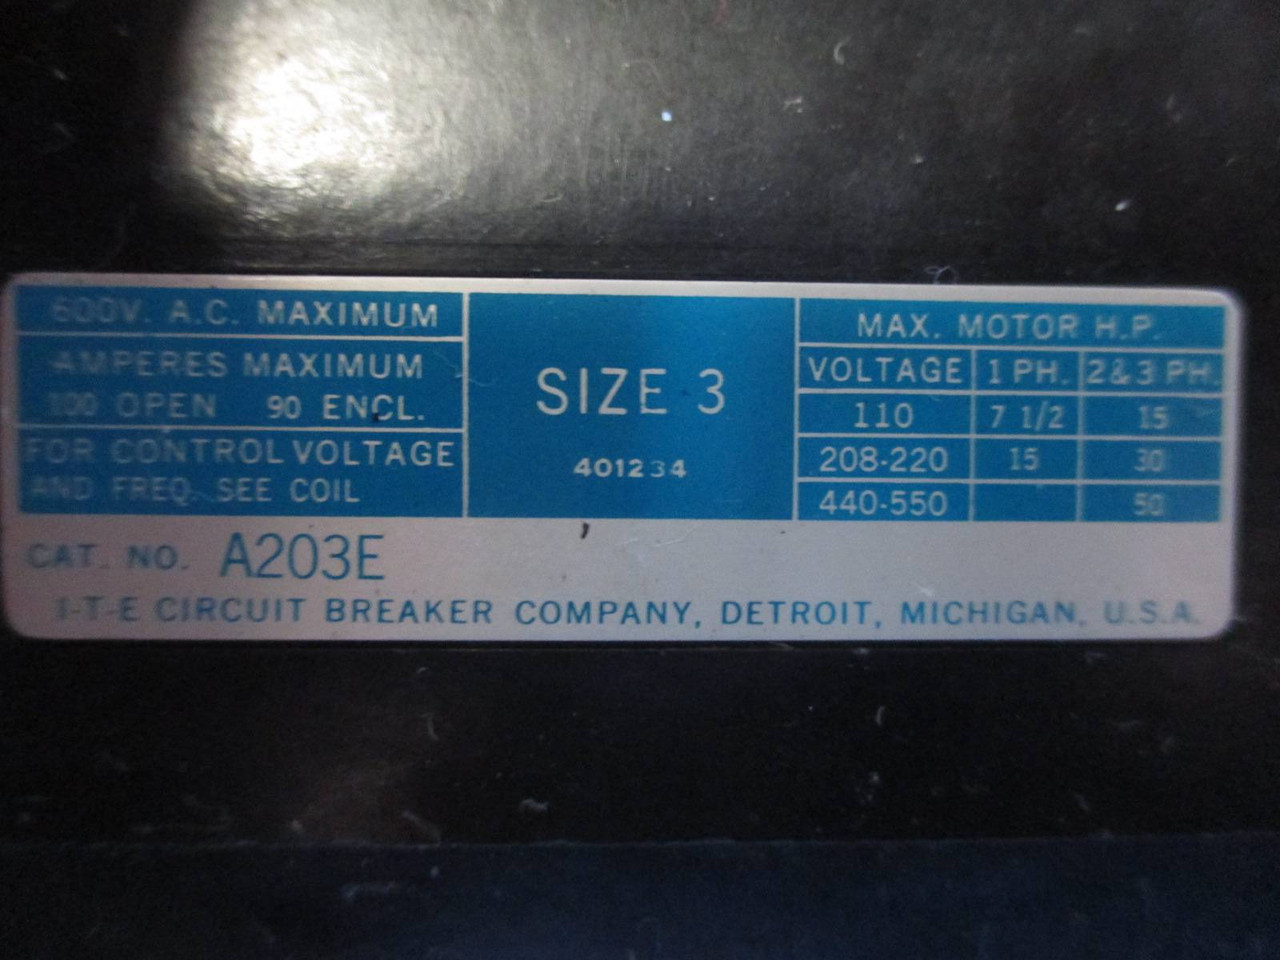 600V. A.C. MAXIMUM
AMPERES MAXIMUM
100 OPEN 90 ENCL.
FOR CONTROL VOLTAGE
AND FREQ. SEE COIL
SIZE 3
401234
MAX. MOTOR H.P.
VOLTAGE 1 PH. 2&3 PH.
110 7 1/2 15
208-220 15 30
440-550 50
CAT. NO. A203E
I-T-E CIRCUIT BREAKER COMPANY, DETROIT, MICHIGAN, U.S.A.